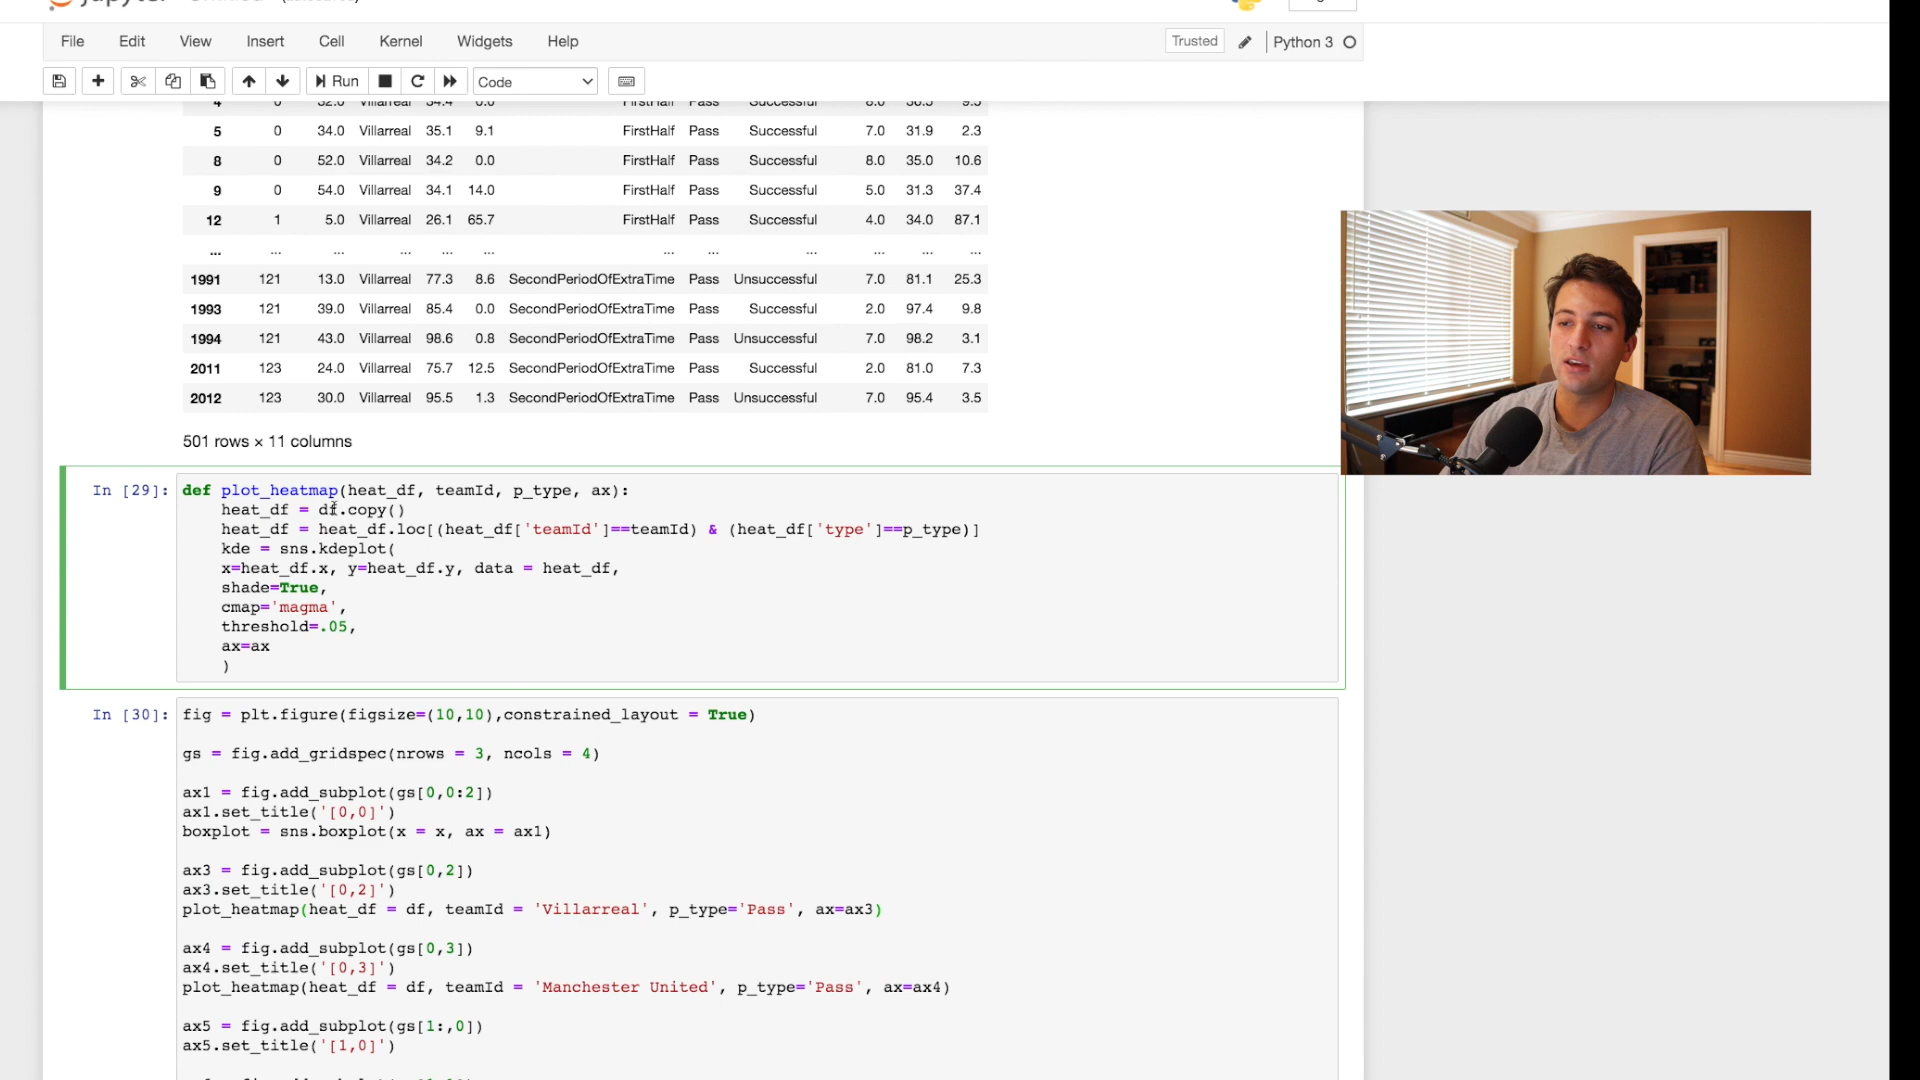 File Edit View Insert Cell Kernel Widgets Help Trusted Python 3
Run Code
5 0 34.0 Villarreal 35.1 9.1 FirstHalf Pass Successful 7.0 31.9 2.3
8 0 52.0 Villarreal 34.2 0.0 FirstHalf Pass Successful 8.0 35.0 10.6
9 0 54.0 Villarreal 34.1 14.0 FirstHalf Pass Successful 5.0 31.3 37.4
12 1 5.0 Villarreal 26.1 65.7 FirstHalf Pass Successful 4.0 34.0 87.1
... ... ... ... ... ... ... ... ... ... ... ...
1991 121 13.0 Villarreal 77.3 8.6 SecondPeriodOfExtraTime Pass Unsuccessful 7.0 81.1 25.3
1993 121 39.0 Villarreal 85.4 0.0 SecondPeriodOfExtraTime Pass Successful 2.0 97.4 9.8
1994 121 43.0 Villarreal 98.6 0.8 SecondPeriodOfExtraTime Pass Unsuccessful 7.0 98.2 3.1
2011 123 24.0 Villarreal 75.7 12.5 SecondPeriodOfExtraTime Pass Successful 2.0 81.0 7.3
2012 123 30.0 Villarreal 95.5 1.3 SecondPeriodOfExtraTime Pass Unsuccessful 7.0 95.4 3.5
501 rows × 11 columns
In [29]: def plot_heatmap(heat_df, teamId, p_type, ax):
heat_df = df.copy()
heat_df = heat_df.loc[(heat_df['teamId']==teamId) & (heat_df['type']==p_type)]
kde = sns.kdeplot(
x=heat_df.x, y=heat_df.y, data = heat_df,
shade=True,
cmap='magma',
threshold=.05,
ax=ax
)
In [30]: fig = plt.figure(figsize=(10,10),constrained_layout = True)
gs = fig.add_gridspec(nrows = 3, ncols = 4)
ax1 = fig.add_subplot(gs[0,0:2])
ax1.set_title('[0,0]')
boxplot = sns.boxplot(x = x, ax = ax1)
ax3 = fig.add_subplot(gs[0,2])
ax3.set_title('[0,2]')
plot_heatmap(heat_df = df, teamId = 'Villarreal', p_type='Pass', ax=ax3)
ax4 = fig.add_subplot(gs[0,3])
ax4.set_title('[0,3]')
plot_heatmap(heat_df = df, teamId = 'Manchester United', p_type='Pass', ax=ax4)
ax5 = fig.add_subplot(gs[1:,0])
ax5.set_title('[1,0]')